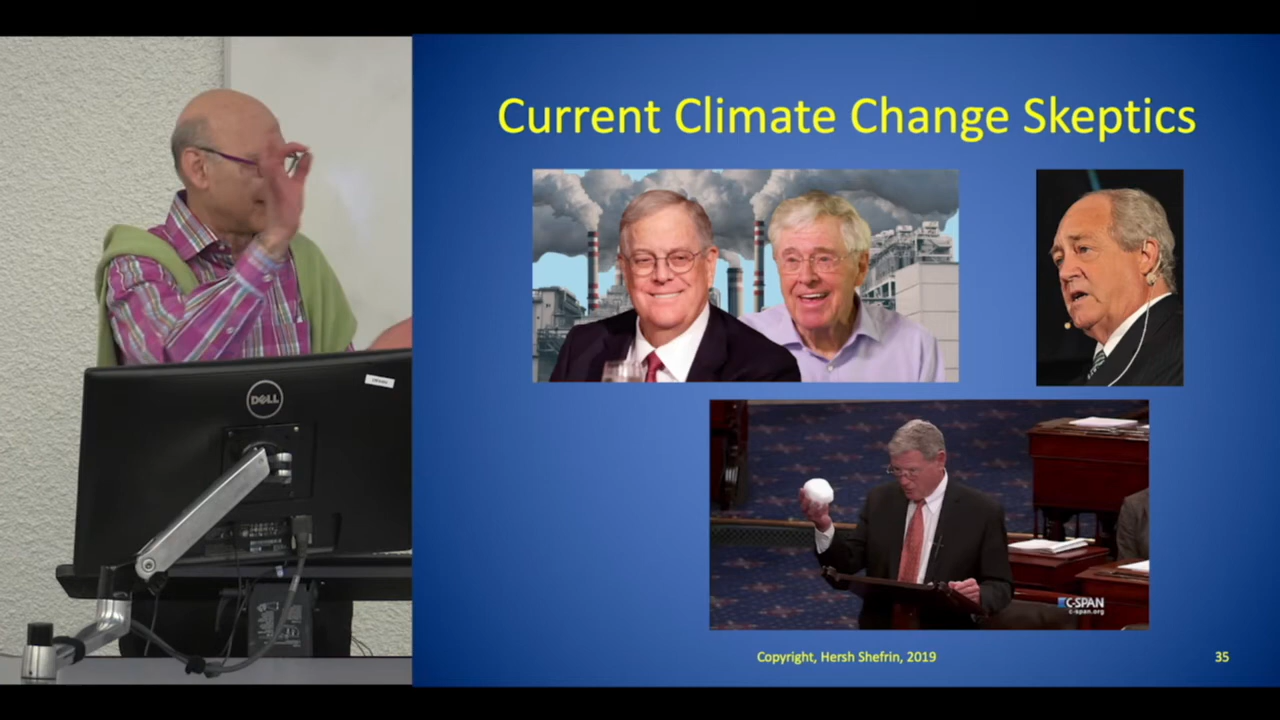 Current Climate Change Skeptics
DELL
C-SPAN
c-span.org
Copyright, Hersh Shefrin, 2019
35